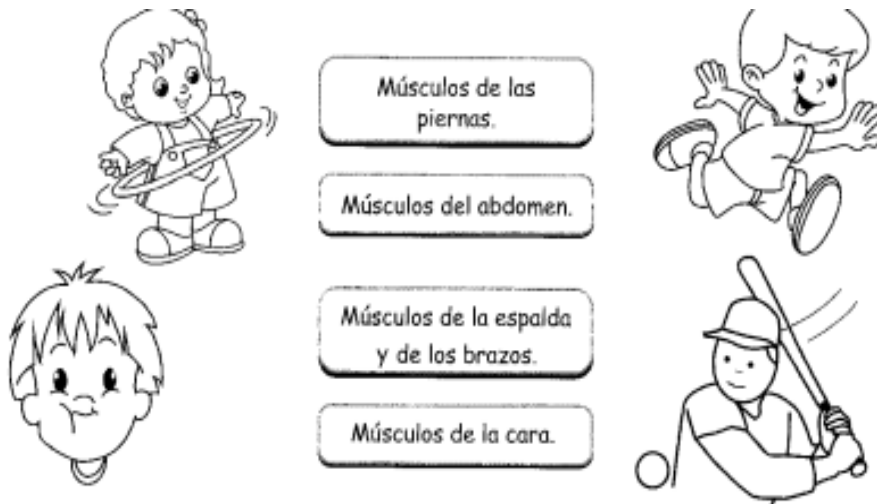 Músculos de las
piernas.
Músculos del abdomen.
Músculos de la espalda
y de los brazos.
Músculos de la cara.